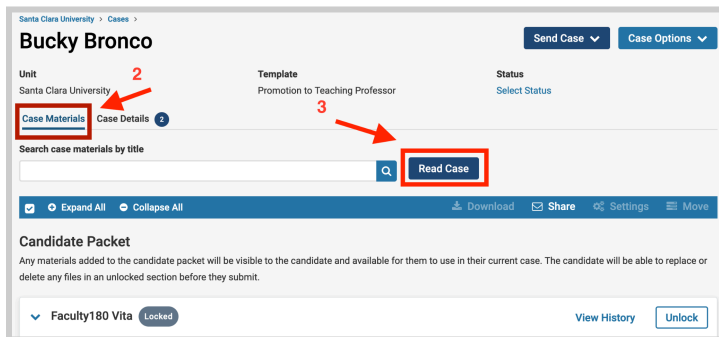 Santa Clara University > Cases >
Bucky Bronco
Send Case
Case Options
Unit
Santa Clara University
2
Template
Promotion to Teaching Professor
Status
Select Status
3
Case Materials
Case Details 2
Search case materials by title
Read Case
Expand All
Collapse All
Download
Share
Settings
Move
Candidate Packet
Any materials added to the candidate packet will be visible to the candidate and available for them to use in their current case. The candidate will be able to replace or
delete any files in an unlocked section before they submit.
Faculty180 Vita Locked
View History
Unlock